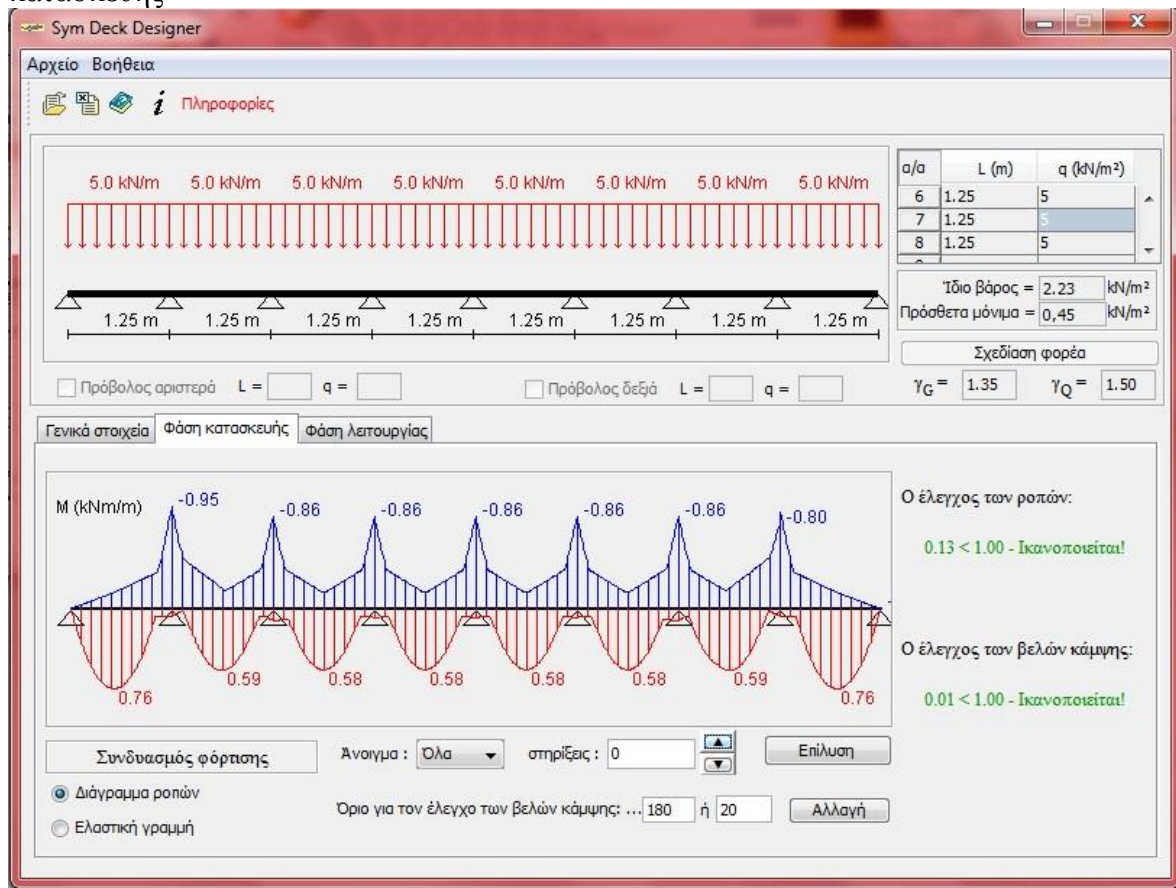 κατασκευής
Sym Deck Designer
Αρχείο Βοήθεια
i Πληροφορίες
5.0 kN/m 5.0 kN/m 5.0 kN/m 5.0 kN/m 5.0 kN/m 5.0 kN/m 5.0 kN/m 5.0 kN/m
1.25 m 1.25 m 1.25 m 1.25 m 1.25 m 1.25 m 1.25 m 1.25 m
α/α L (m) q (kN/m²)
6 1.25 5
7 1.25 5
8 1.25 5
Ίδιο βάρος = 2.23 kN/m²
Πρόσθετα μόνιμα = 0,45 kN/m²
Σχεδίαση φορέα
Πρόβολος αριστερά L = q = Πρόβολος δεξιά L = q =
γG = 1.35 γQ = 1.50
Γενικά στοιχεία Φάση κατασκευής Φάση λειτουργίας
M (kNm/m) -0.95 -0.86 -0.86 -0.86 -0.86 -0.86 -0.80
0.76 0.59 0.58 0.58 0.58 0.58 0.59 0.76
Ο έλεγχος των ροπών:
0.13 < 1.00 - Ικανοποιείται!
Ο έλεγχος των βελών κάμψης:
0.01 < 1.00 - Ικανοποιείται!
Συνδυασμός φόρτισης Άνοιγμα : Όλα στηρίξεις : 0 Επίλυση
Διάγραμμα ροπών
Ελαστική γραμμή
Όριο για τον έλεγχο των βελών κάμψης: ... 180 ή 20 Αλλαγή